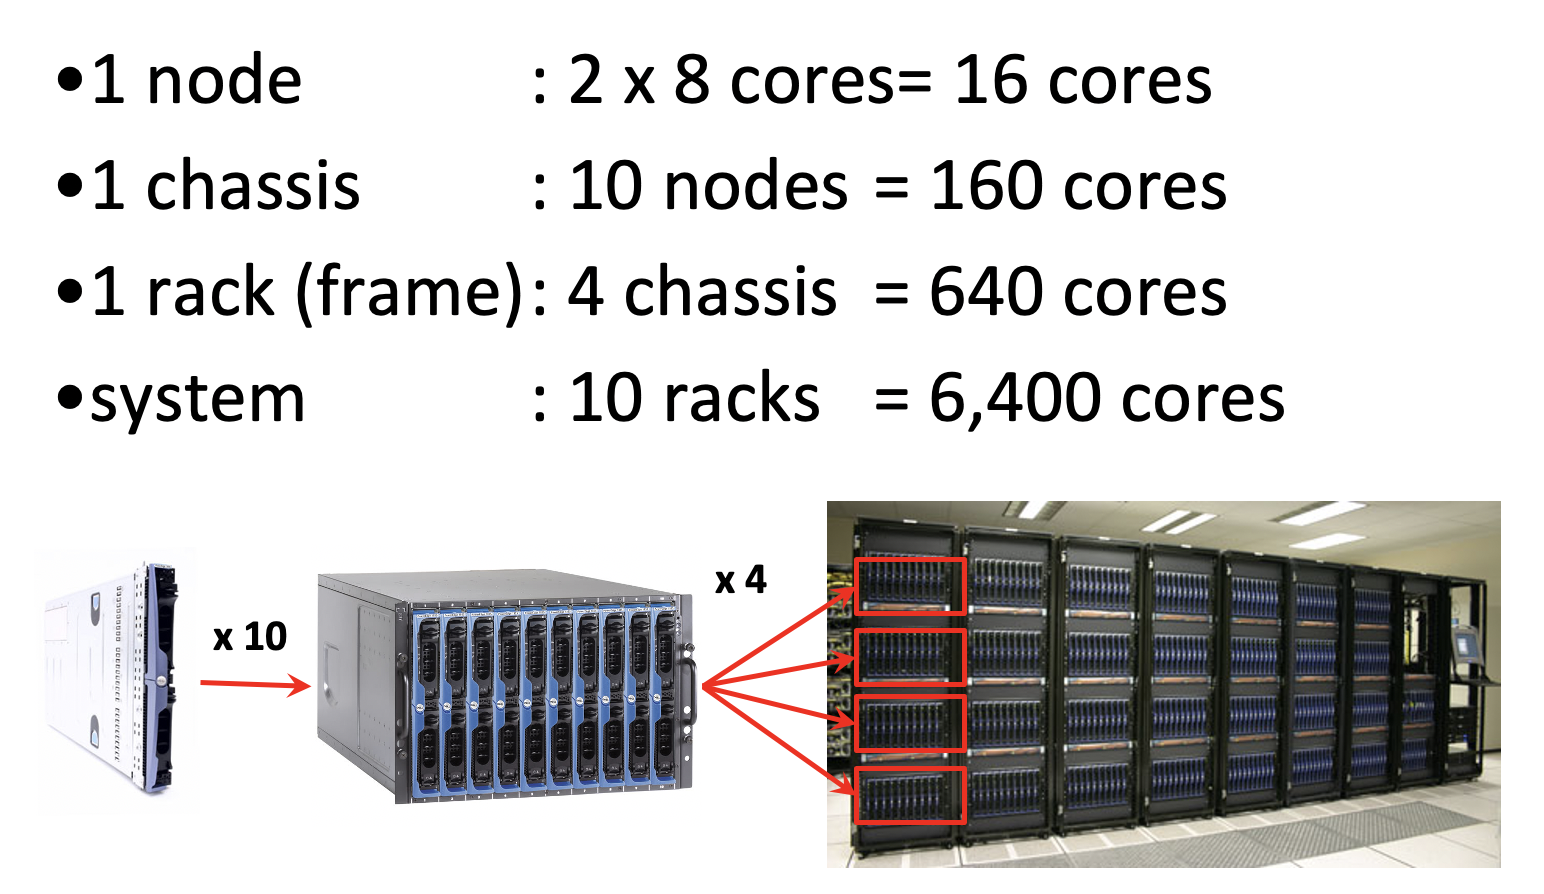 •1 node : 2 x 8 cores= 16 cores
•1 chassis : 10 nodes = 160 cores
•1 rack (frame): 4 chassis = 640 cores
•system : 10 racks = 6,400 cores
x 10
x 4